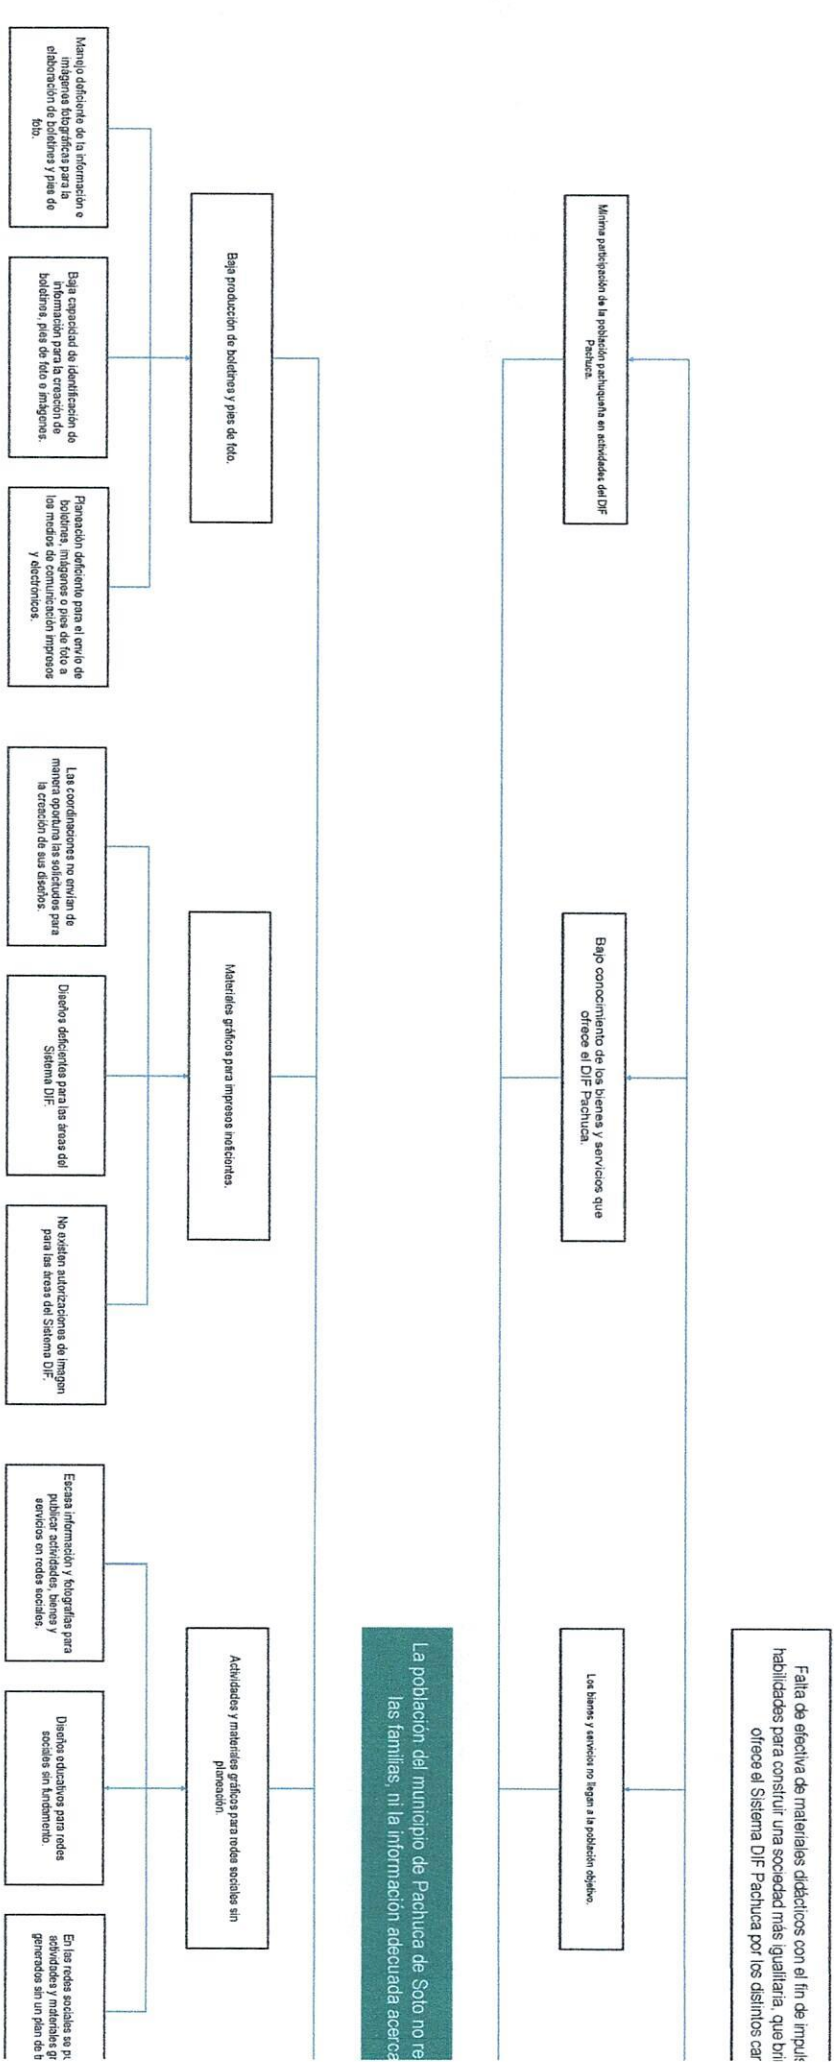 Falta de efectiva de materiales didácticos con el fin de impuls
habilidades para construir una sociedad más igualitaria, que bri
ofrece el Sistema DIF Pachuca por los distintos can
Mínima participación de la población pachuqueña en actividades del DIF
Pachuca.
Bajo conocimiento de los bienes y servicios que
ofrece el DIF Pachuca.
Los bienes y servicios no llegan a la población objetivo.
La población del municipio de Pachuca de Soto no re
las familias, ni la información adecuada acerca
Baja producción de boletines y pies de foto.
Materiales gráficos para impresos ineficientes.
Actividades y materiales gráficos para redes sociales sin
planeación.
Manejo deficiente de la información e
imágenes fotográficas para la
elaboración de boletines y pies de
foto.
Baja capacidad de identificación de
información para la creación de
boletines, pies de foto e imágenes.
Planeación deficiente para el envío de
boletines, imágenes o pies de foto a
los medios de comunicación impresos
y electrónicos.
Las coordinaciones no envían de
manera oportuna las solicitudes para
la creación de sus diseños.
Diseños deficientes para las áreas del
Sistema DIF.
No existen autorizaciones de imagen
para las áreas del Sistema DIF.
Escasa información y fotografías para
publicar actividades, bienes y
servicios en redes sociales.
Diseños educativos para redes
sociales sin fundamento.
En las redes sociales se pu
actividades y materiales gr
generados sin un plan de tr